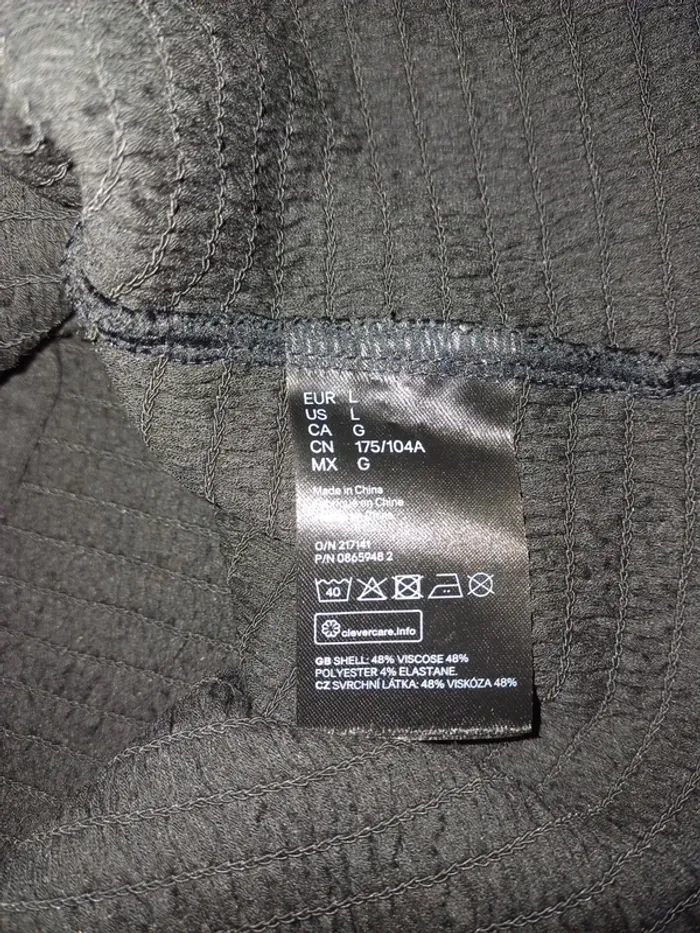 EUR L
US L
CA G
CN 175/104A
MX G
Made in China
Fabriqué en Chine
China
O/N 217141
P/N 0865948 2
40
clevercare.info
GB SHELL: 48% VISCOSE 48%
POLYESTER 4% ELASTANE.
CZ SVRCHNÍ LÁTKA: 48% VISKÓZA 48%